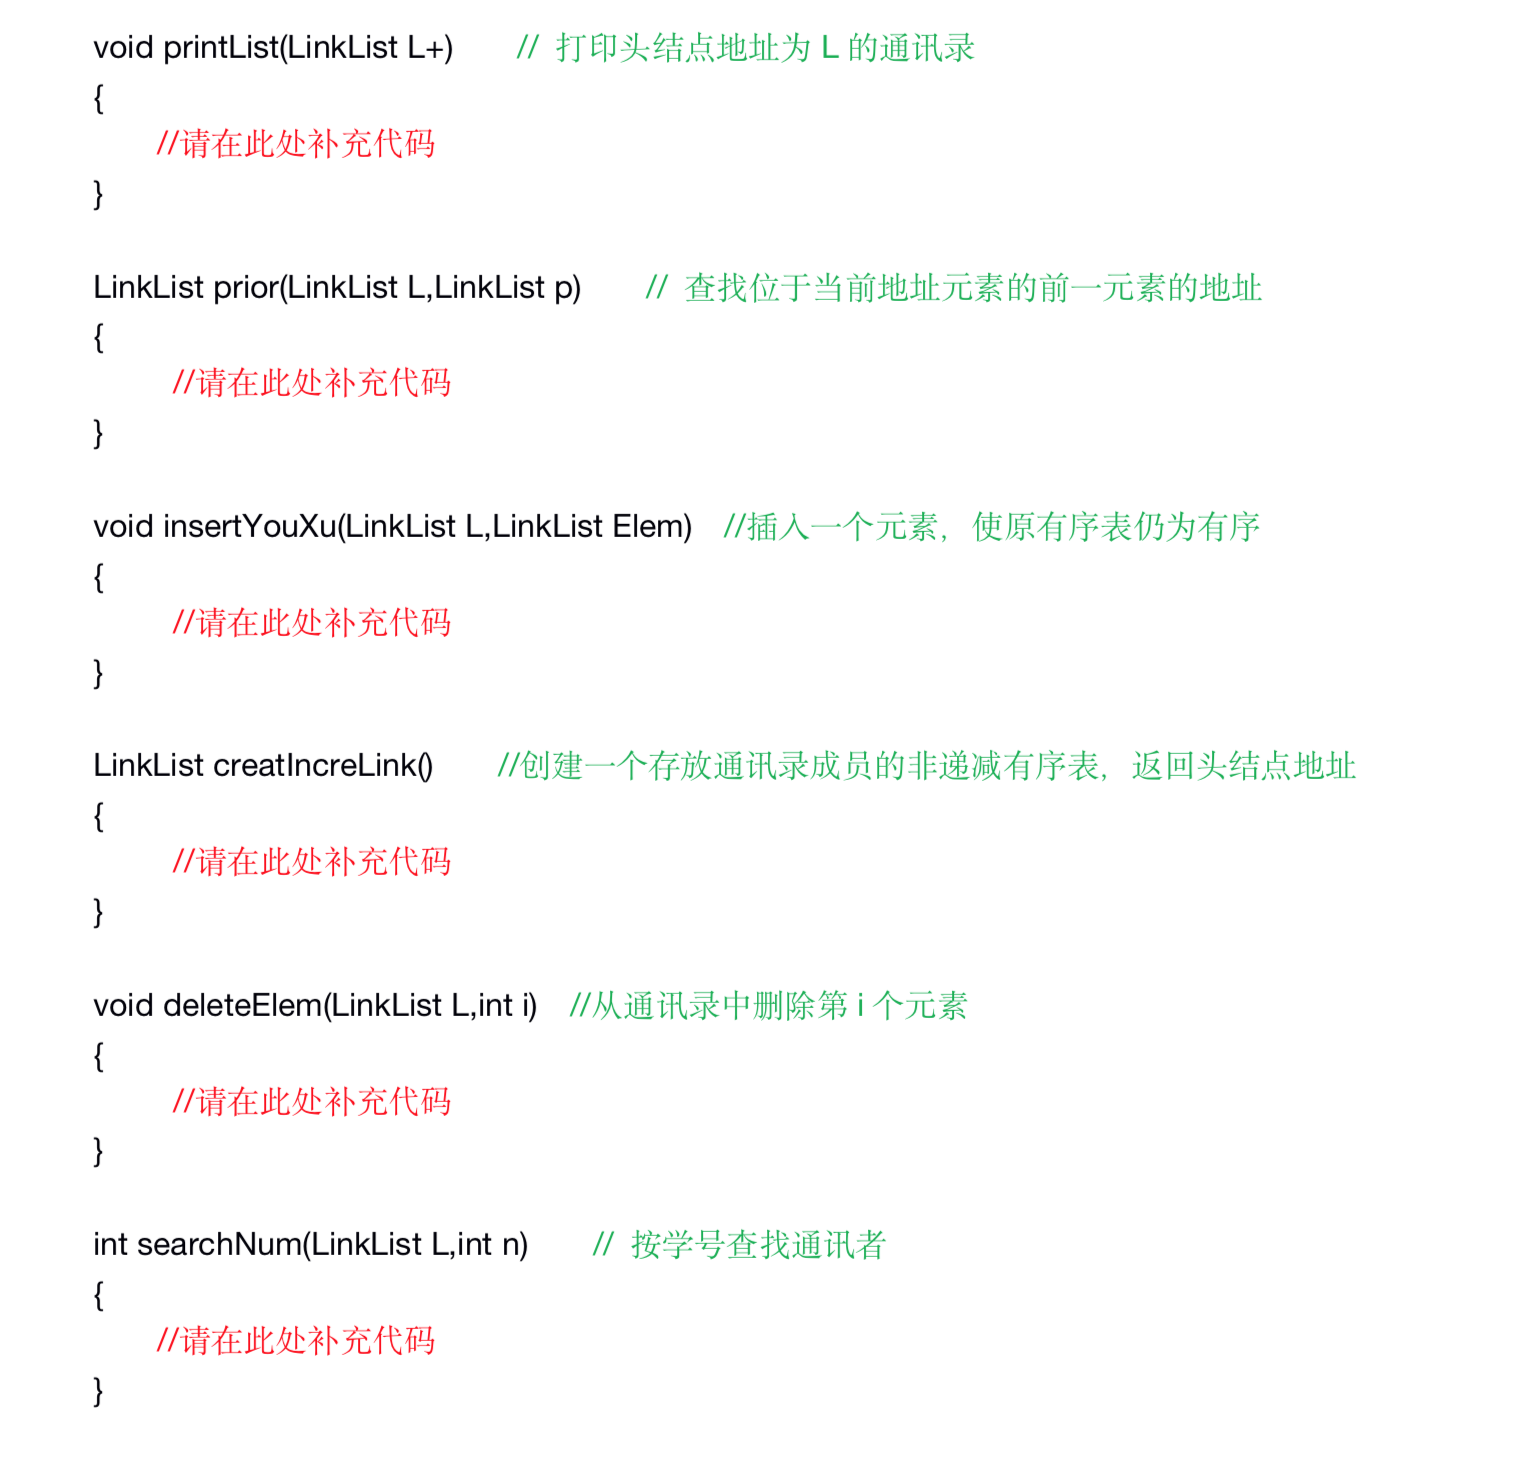 void printList(LinkList L+) // 打印头结点地址为 L 的通讯录
{
//请在此处补充代码
}
LinkList prior(LinkList L,LinkList p) // 查找位于当前地址元素的前一元素的地址
{
//请在此处补充代码
}
void insertYouXu(LinkList L,LinkList Elem) //插入一个元素，使原有序表仍为有序
{
//请在此处补充代码
}
LinkList creatIncreLink() //创建一个存放通讯录成员的非递减有序表，返回头结点地址
{
//请在此处补充代码
}
void deleteElem(LinkList L,int i) //从通讯录中删除第 i 个元素
{
//请在此处补充代码
}
int searchNum(LinkList L,int n) // 按学号查找通讯者
{
//请在此处补充代码
}